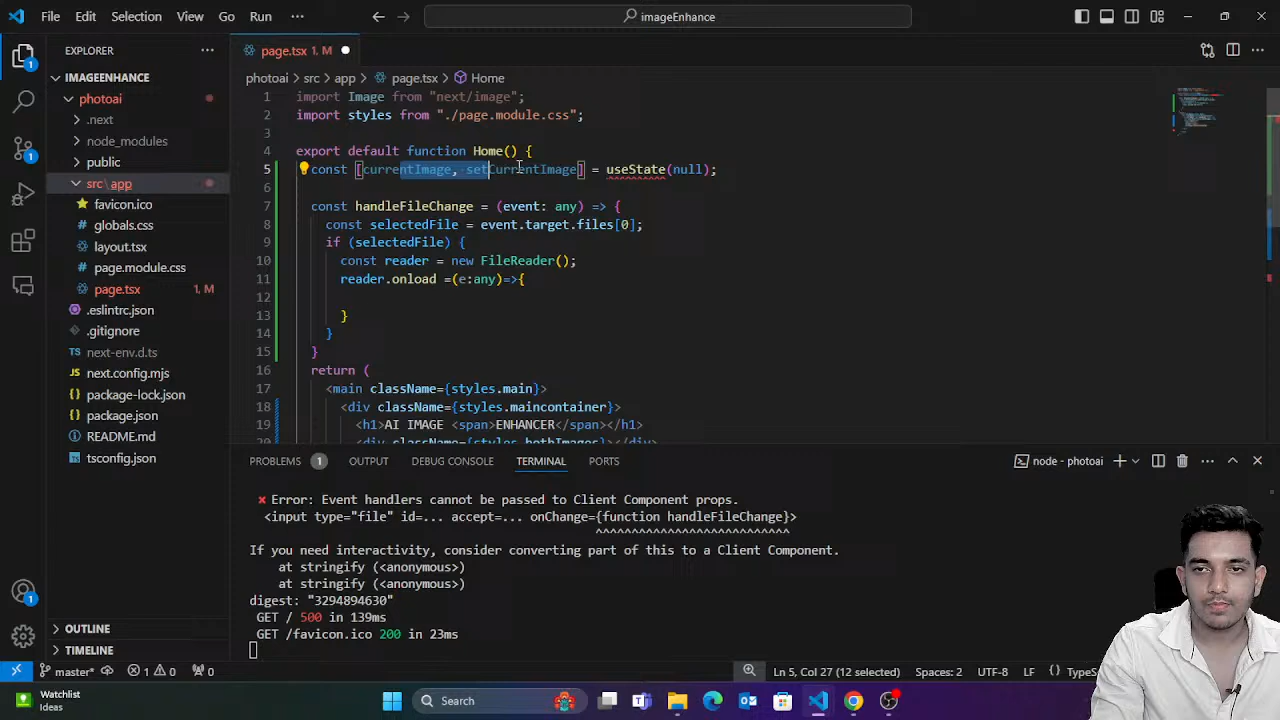 File Edit Selection View Go Run ··· imageEnhance
EXPLORER ···
IMAGEENHANCE
photoai
.next
node_modules
public
src\app
favicon.ico
globals.css
layout.tsx
page.module.css
page.tsx 1, M
.eslintrc.json
.gitignore
next-env.d.ts
next.config.mjs
package-lock.json
package.json
README.md
tsconfig.json
OUTLINE
TIMELINE
page.tsx 1, M
photoai > src > app > page.tsx > Home
1 import Image from "next/image";
2 import styles from "./page.module.css";
3
4 export default function Home() {
5 const [currentImage, setCurrentImage] = useState(null);
6
7 const handleFileChange = (event: any) => {
8 const selectedFile = event.target.files[0];
9 if (selectedFile) {
10 const reader = new FileReader();
11 reader.onload =(e:any)=>{
12
13 }
14 }
15 }
16 return (
17 <main className={styles.main}>
18 <div className={styles.maincontainer}>
19 <h1>AI IMAGE <span>ENHANCER</span></h1>
20 <div className={styles.bothImages}></div>
PROBLEMS 1 OUTPUT DEBUG CONSOLE TERMINAL PORTS node - photoai
× Error: Event handlers cannot be passed to Client Component props.
<input type="file" id=... accept=... onChange={function handleFileChange}>
^^^^^^^^^^^^^^^^^^^^^^^^^^^
If you need interactivity, consider converting part of this to a Client Component.
at stringify (<anonymous>)
at stringify (<anonymous>)
digest: "3294894630"
GET / 500 in 139ms
GET /favicon.ico 200 in 23ms
master* 1 0 0 Ln 5, Col 27 (12 selected) Spaces: 2 UTF-8 LF {} TypeS
Watchlist
Ideas
Search